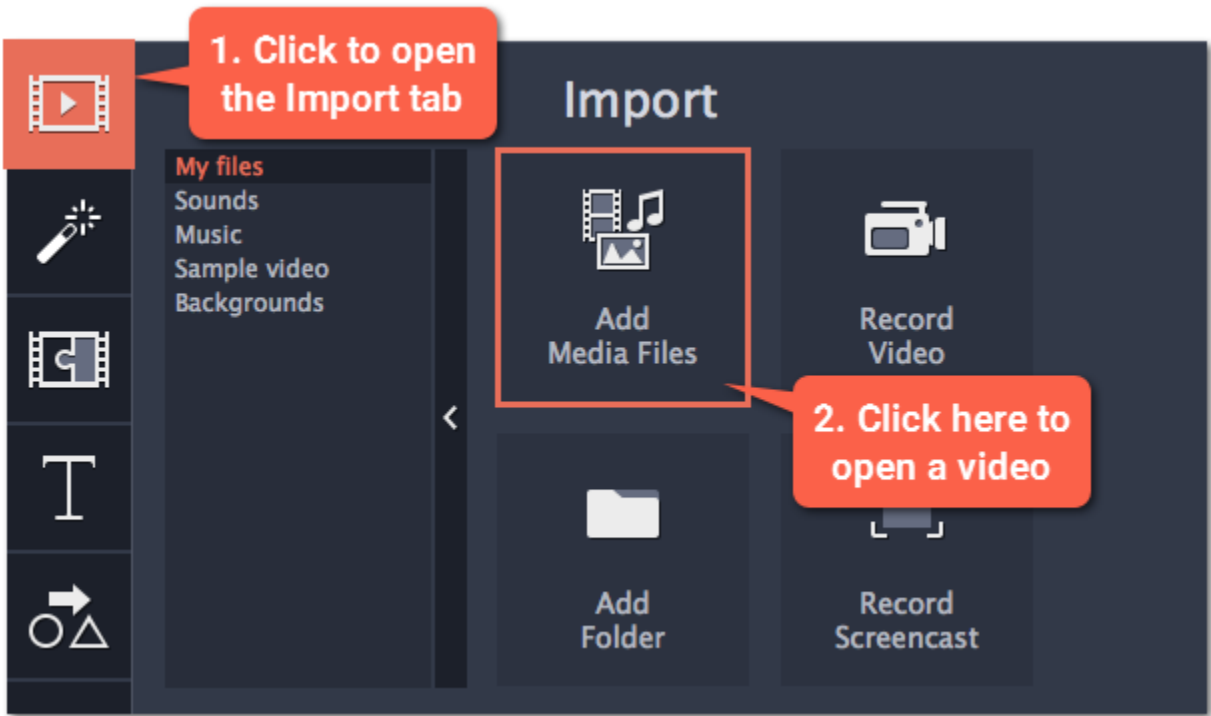 1. Click to open
the Import tab
Import
My files
Sounds
Music
Sample video
Backgrounds
Add
Media Files
Record
Video
2. Click here to
open a video
Add
Folder
Record
Screencast